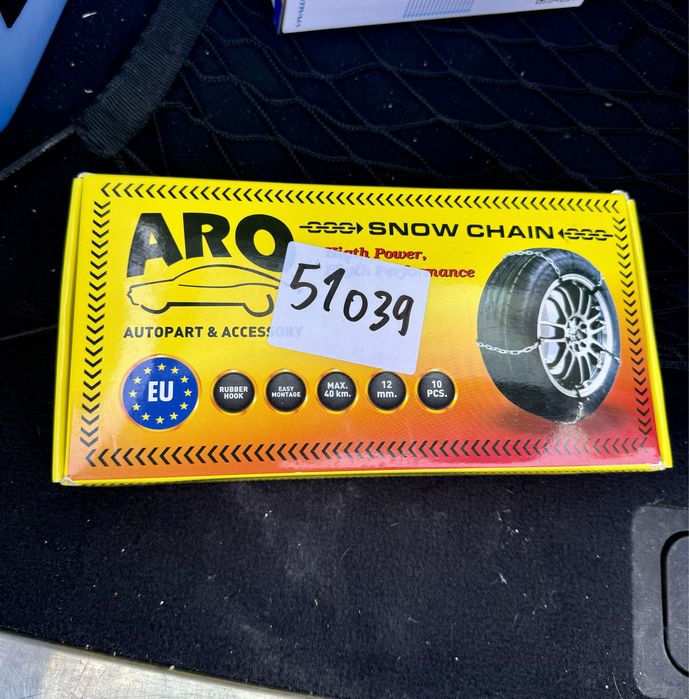 ARO
SNOW CHAIN
Higth Power,
Performance
51039
AUTOPART & ACCESSORY
EU
RUBBER
HOOK
EASY
MONTAGE
MAX.
40 km.
12
mm.
10
PCS.